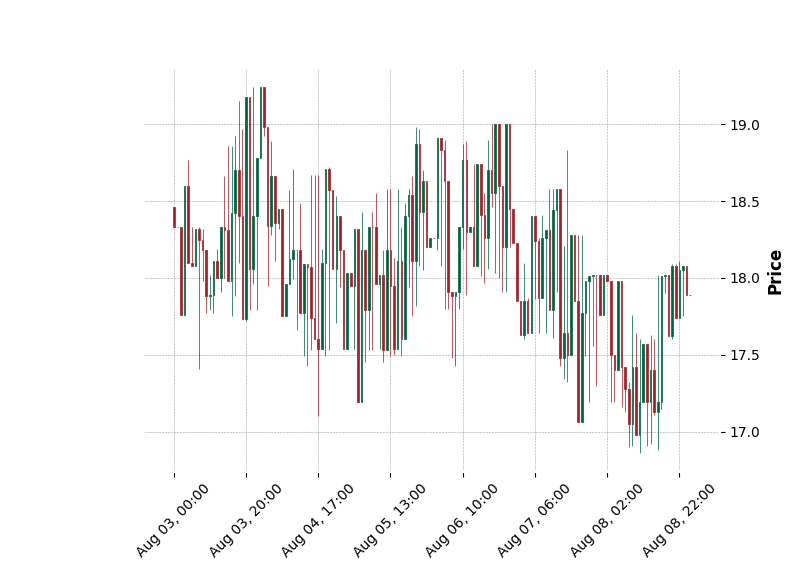 19.0
18.5
18.0
17.5
17.0
Price
Aug 03, 00:00
Aug 03, 20:00
Aug 04, 17:00
Aug 05, 13:00
Aug 06, 10:00
Aug 07, 06:00
Aug 08, 02:00
Aug 08, 22:00